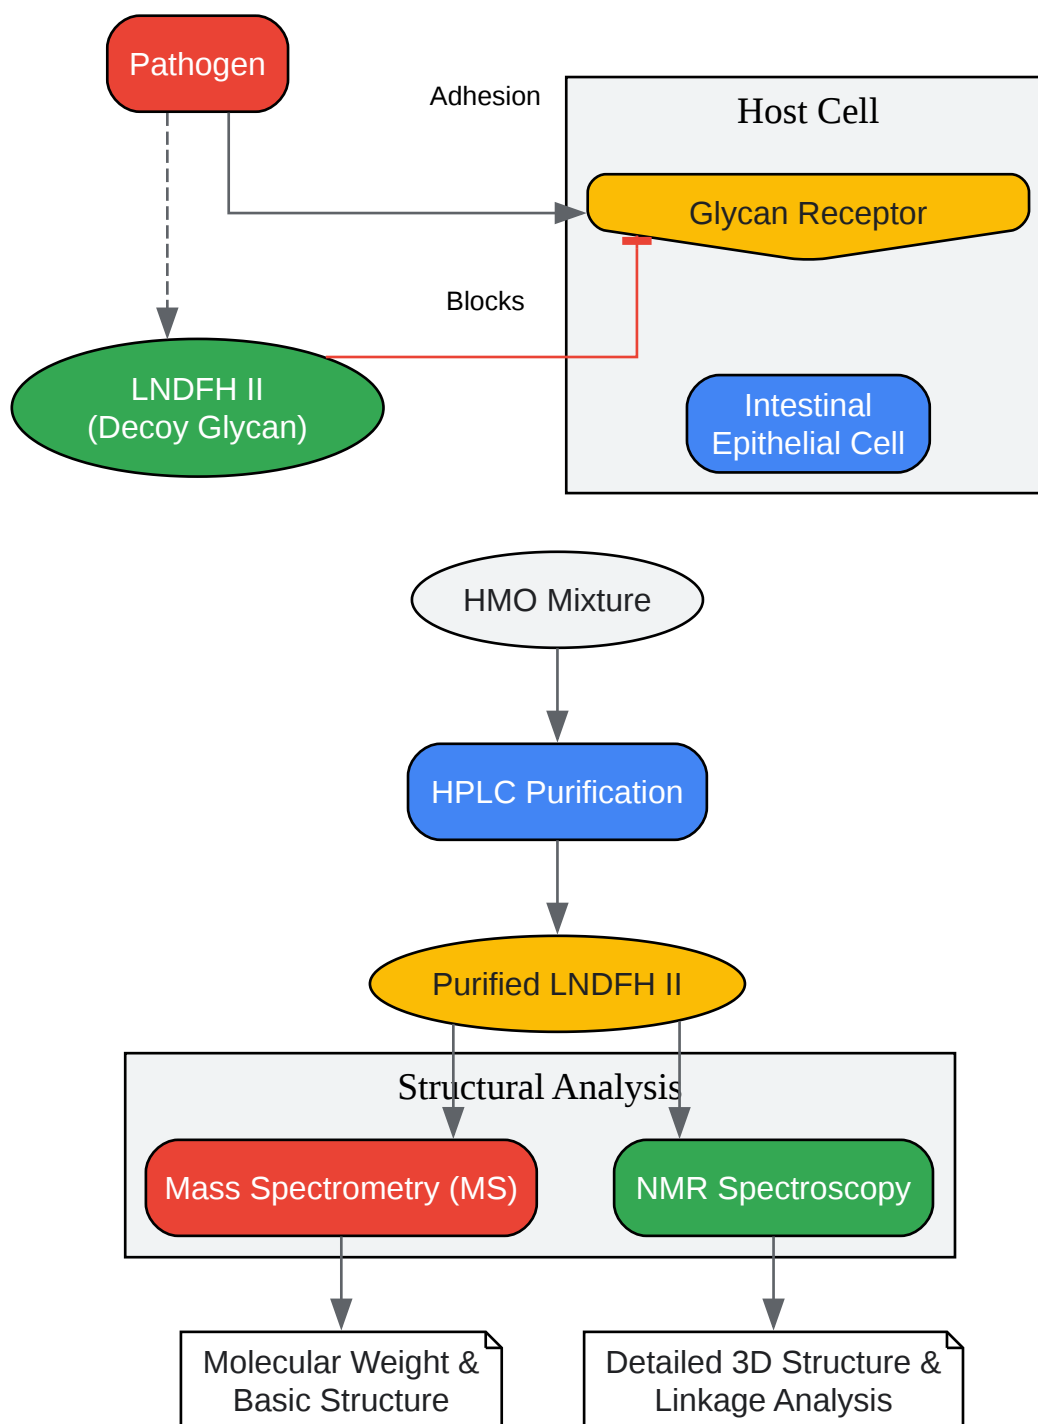 Pathogen
Adhesion
Host Cell
Glycan Receptor
Blocks
LNDFH II
(Decoy Glycan)
Intestinal
Epithelial Cell
HMO Mixture
HPLC Purification
Purified LNDFH II
Structural Analysis
Mass Spectrometry (MS)
NMR Spectroscopy
Molecular Weight &
Basic Structure
Detailed 3D Structure &
Linkage Analysis